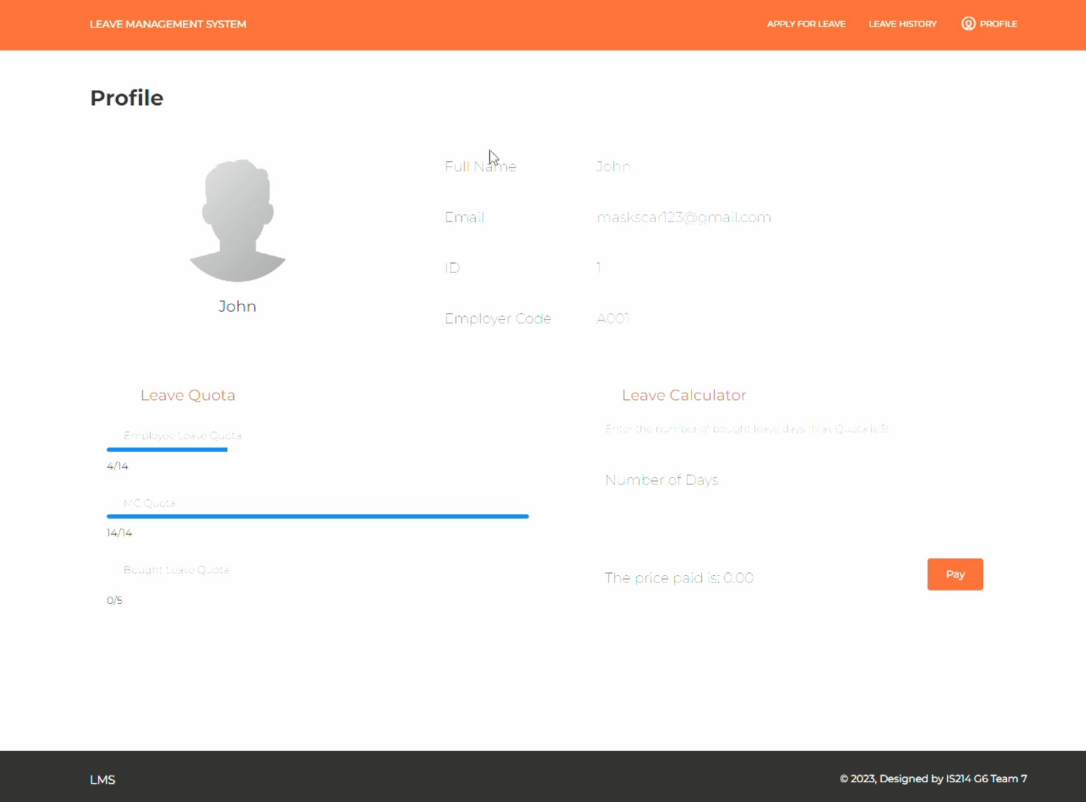 LEAVE MANAGEMENT SYSTEM
APPLY FOR LEAVE
LEAVE HISTORY
PROFILE
Profile
John
Full Name
John
Email
maskscar123@gmail.com
ID
1
Employer Code
A001
Leave Quota
Employee Leave Quota
4/14
MC Quota
14/14
Bought Leave Quota
0/5
Leave Calculator
Enter the number of bought leave days (Max Quota is 5)
Number of Days
The price paid is: 0.00
Pay
LMS
© 2023, Designed by IS214 G6 Team 7